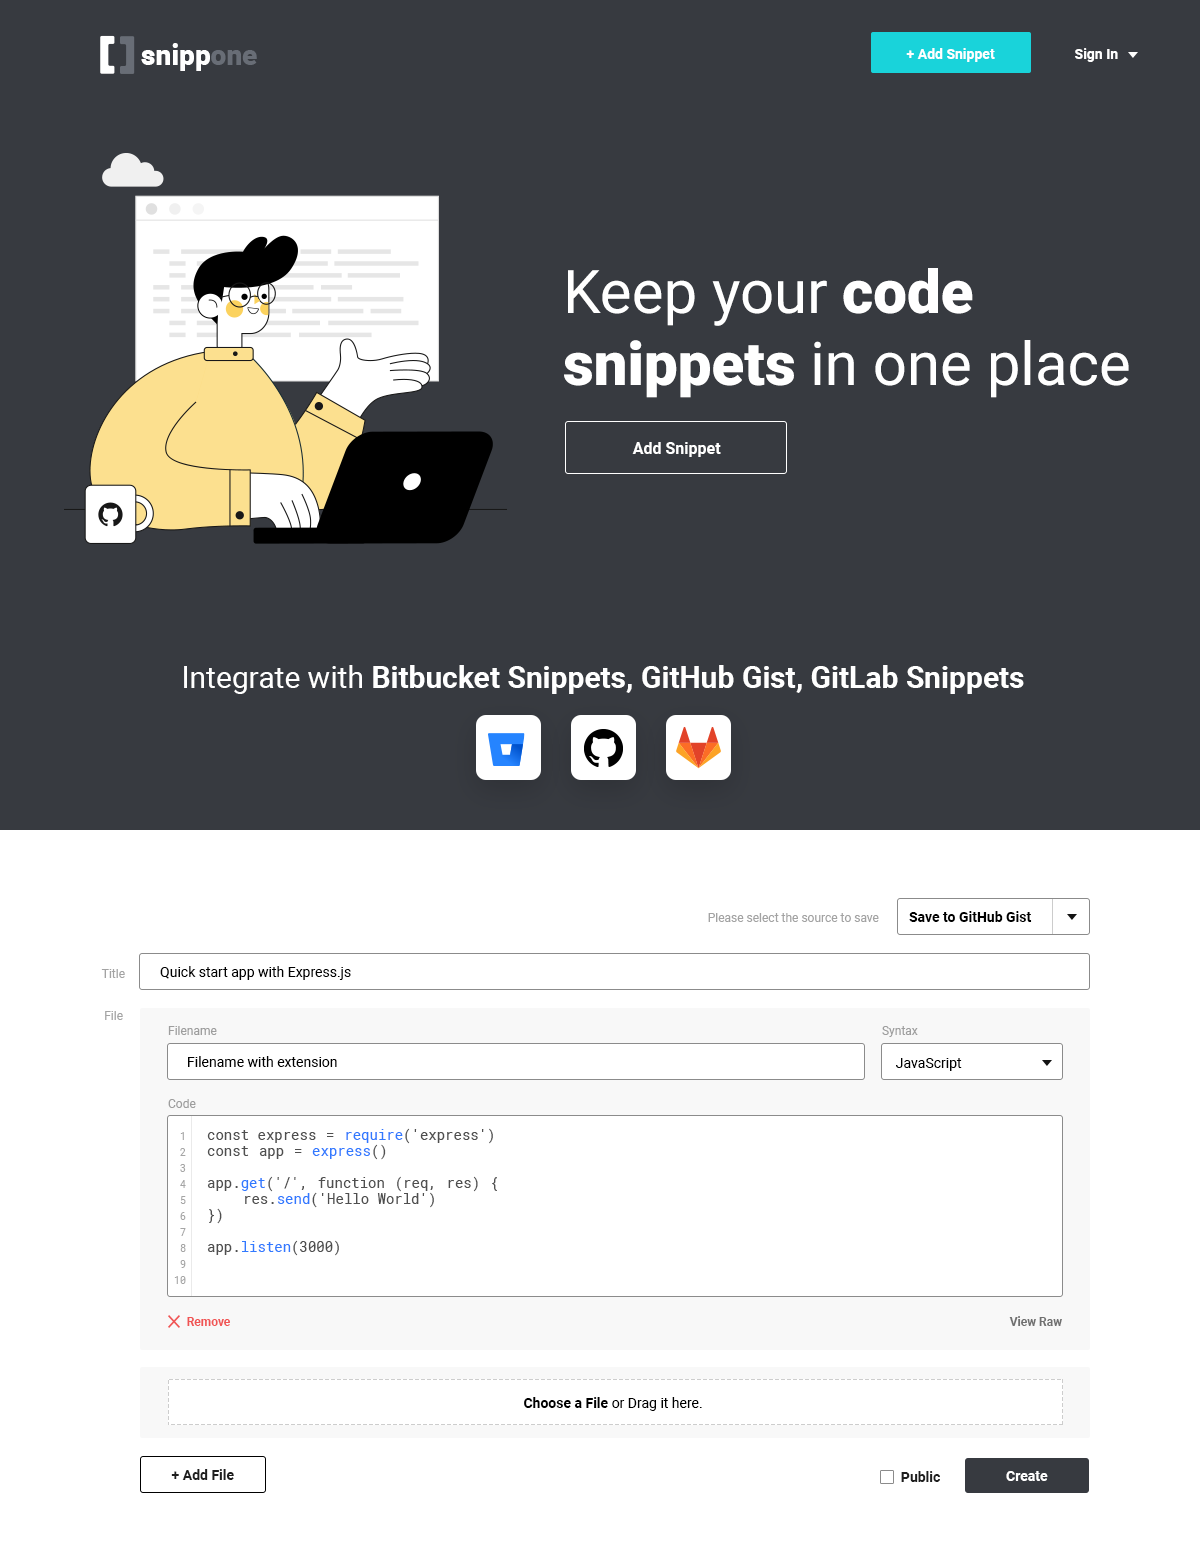 snippone
+ Add Snippet
Sign In
Keep your code
snippets in one place
Add Snippet
Integrate with Bitbucket Snippets, GitHub Gist, GitLab Snippets
Please select the source to save
Save to GitHub Gist
Title
Quick start app with Express.js
File
Filename
Syntax
Filename with extension
JavaScript
Code
1 const express = require('express')
2 const app = express()
3
4 app.get('/', function (req, res) {
5     res.send('Hello World')
6 })
7
8 app.listen(3000)
9
10
Remove
View Raw
Choose a File or Drag it here.
+ Add File
Public
Create